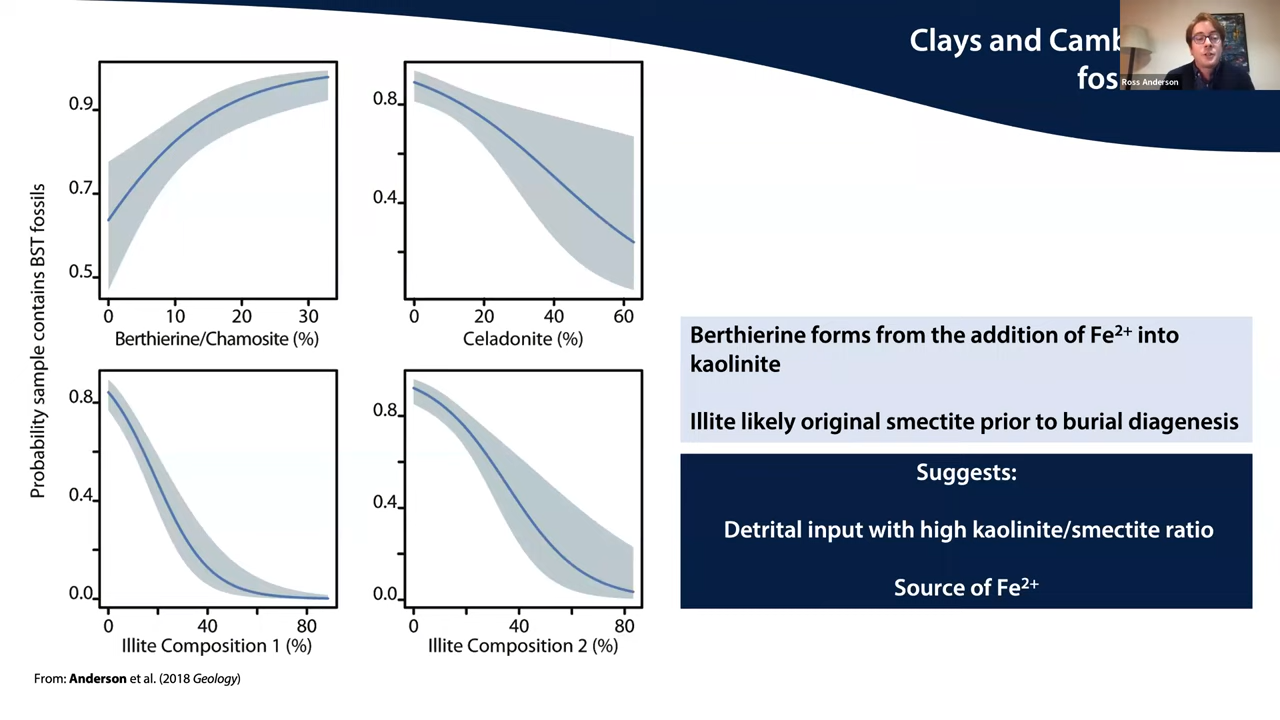 Clays and Camb
fos
Ross Anderson
Probability sample contains BST fossils
0.9
0.7
0.5
0 10 20 30
Berthierine/Chamosite (%)
0.8
0.4
0 20 40 60
Celadonite (%)
0.8
0.4
0.0
0 40 80
Illite Composition 1 (%)
0.8
0.4
0.0
0 40 80
Illite Composition 2 (%)
Berthierine forms from the addition of Fe²⁺ into
kaolinite
Illite likely original smectite prior to burial diagenesis
Suggests:
Detrital input with high kaolinite/smectite ratio
Source of Fe²⁺
From: Anderson et al. (2018 Geology)